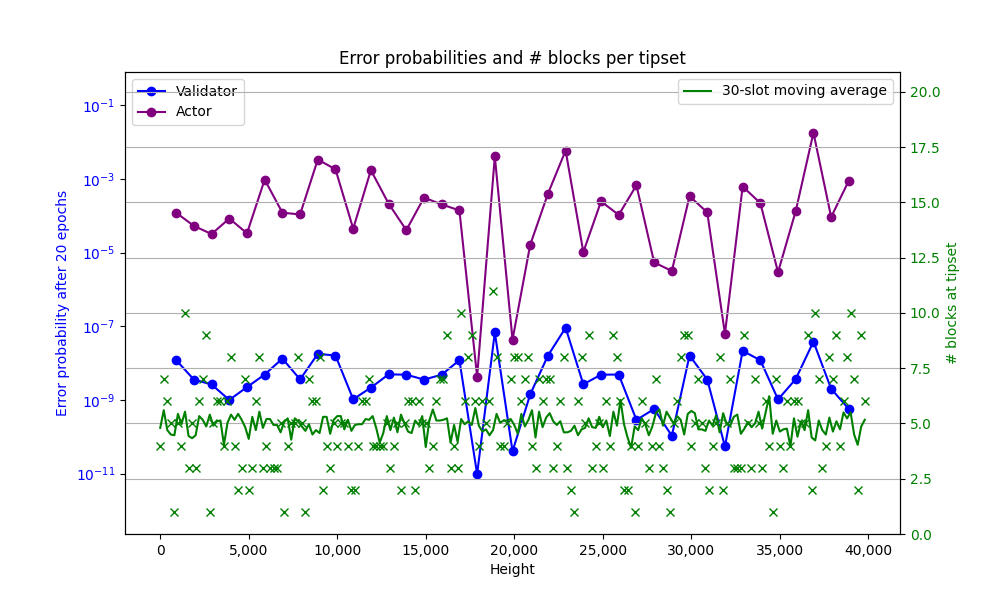 Error probabilities and # blocks per tipset
Validator
Actor
30-slot moving average
10⁻¹
10⁻³
10⁻⁵
10⁻⁷
10⁻⁹
10⁻¹¹
Error probability after 20 epochs
20.0
17.5
15.0
12.5
10.0
7.5
5.0
2.5
0.0
# blocks at tipset
0 5,000 10,000 15,000 20,000 25,000 30,000 35,000 40,000
Height